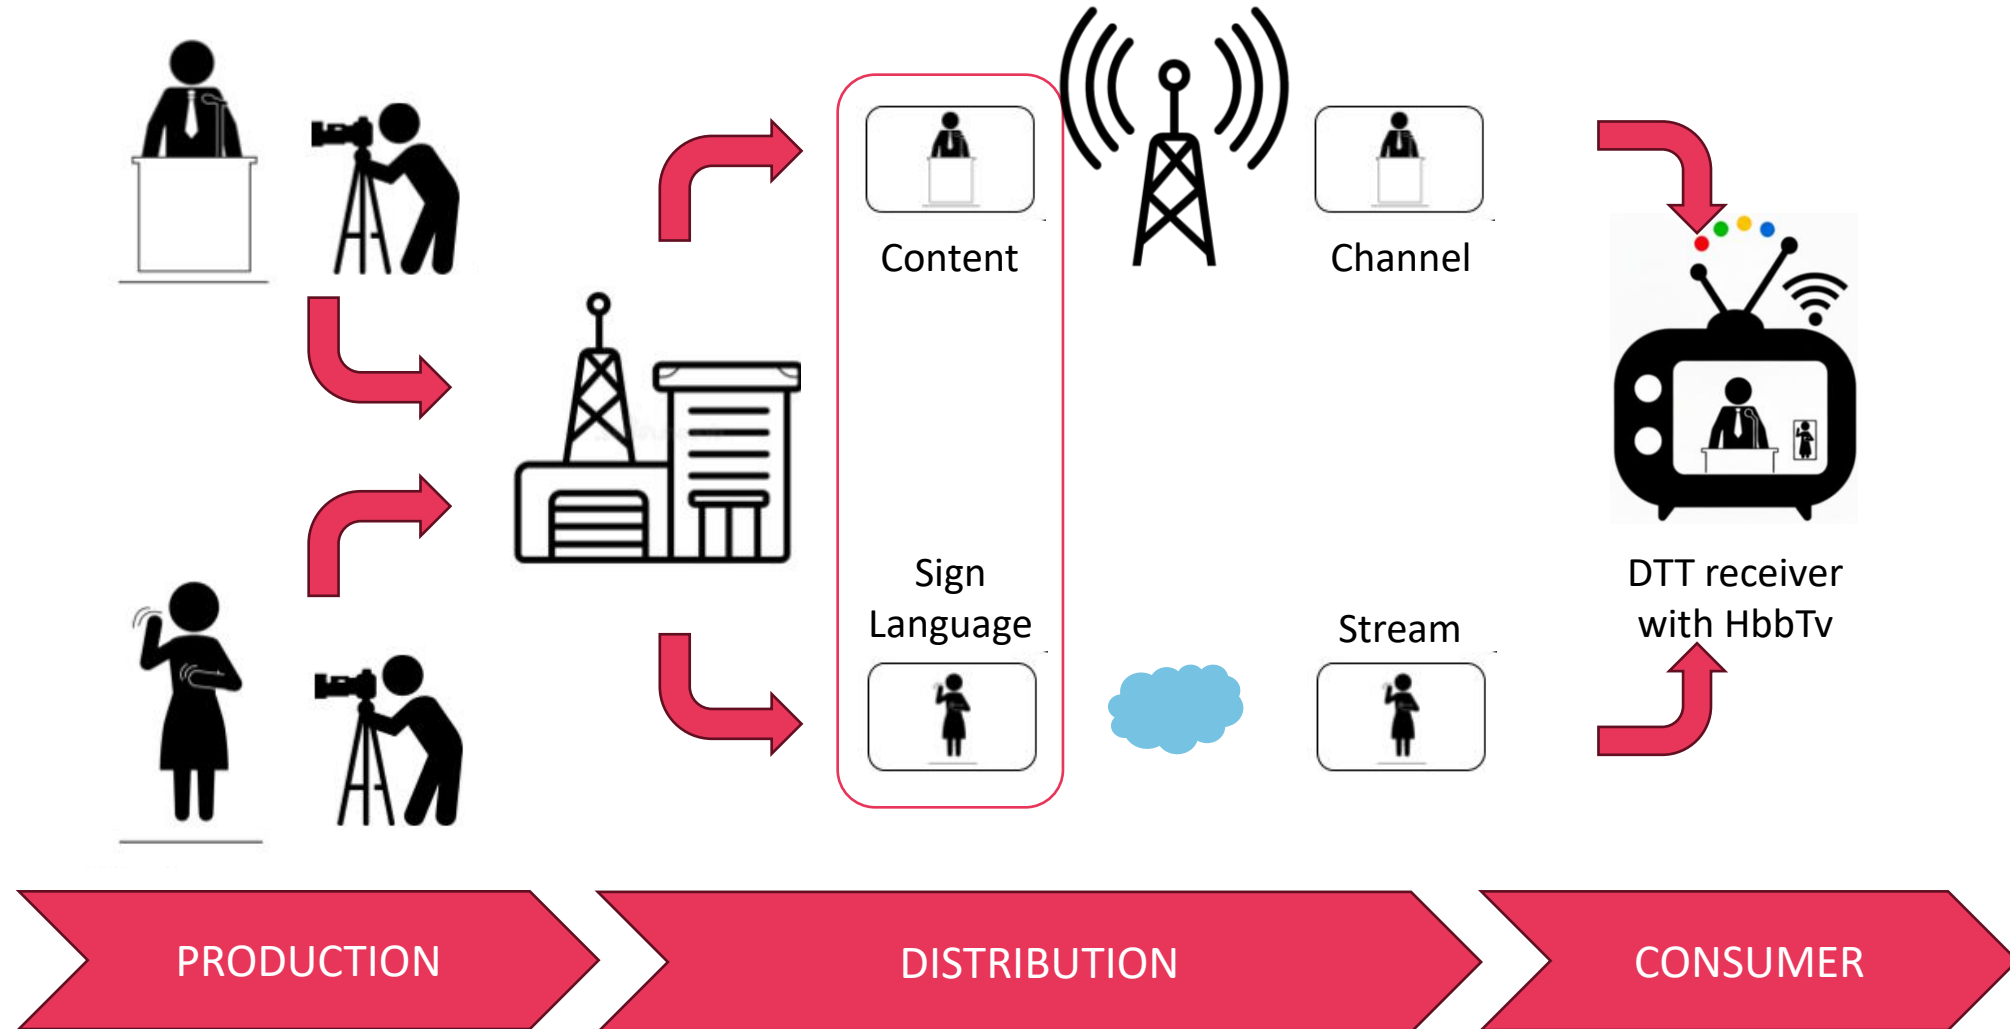 Content
Channel
Sign
Language
Stream
DTT receiver
with HbbTv
PRODUCTION
DISTRIBUTION
CONSUMER